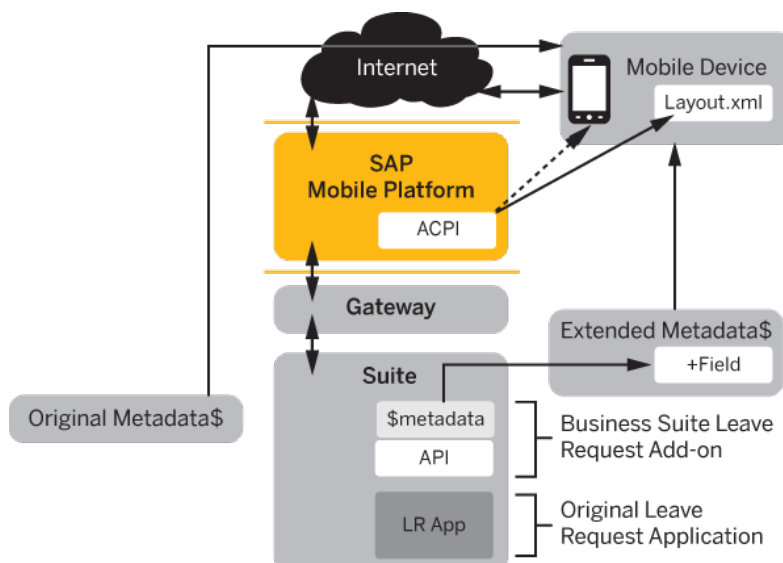 Internet
Mobile Device
Layout.xml
SAP
Mobile Platform
ACPI
Gateway
Extended Metadata$
+Field
Suite
Original Metadata$
$metadata
API
Business Suite Leave
Request Add-on
LR App
Original Leave
Request Application